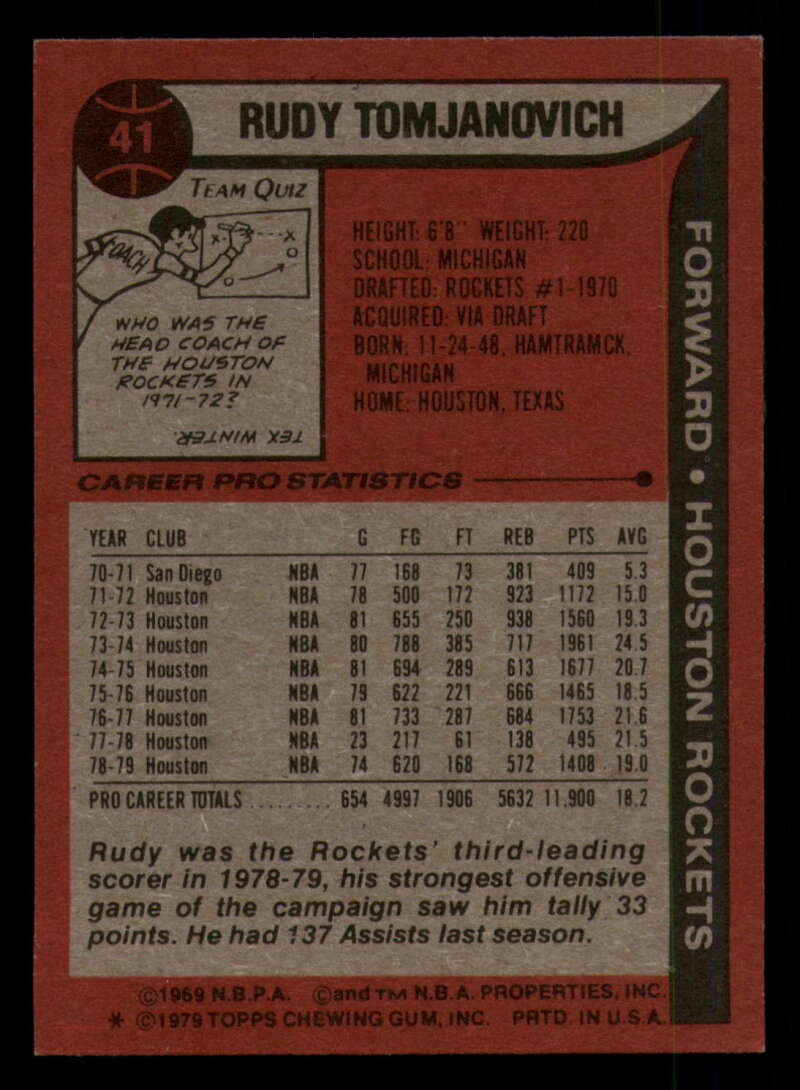 41
RUDY TOMJANOVICH
TEAM QUIZ
COACH
X
X
O
O
WHO WAS THE
HEAD COACH OF
THE HOUSTON
ROCKETS IN
1971-72?
TEX WINTER.
HEIGHT: 6'8" WEIGHT: 220
SCHOOL: MICHIGAN
DRAFTED: ROCKETS #1-1970
ACQUIRED: VIA DRAFT
BORN: 11-24-48, HAMTRAMCK,
MICHIGAN
HOME: HOUSTON, TEXAS
FORWARD • HOUSTON ROCKETS
CAREER PRO STATISTICS
YEAR CLUB G FG FT REB PTS AVG
70-71 San Diego NBA 77 168 73 381 409 5.3
71-72 Houston NBA 78 500 172 923 1172 15.0
72-73 Houston NBA 81 655 250 938 1560 19.3
73-74 Houston NBA 80 788 385 717 1961 24.5
74-75 Houston NBA 81 694 289 613 1677 20.7
75-76 Houston NBA 79 622 221 666 1465 18.5
76-77 Houston NBA 81 733 287 684 1753 21.6
77-78 Houston NBA 23 217 61 138 495 21.5
78-79 Houston NBA 74 620 168 572 1408 19.0
PRO CAREER TOTALS ......... 654 4997 1906 5632 11,900 18.2
Rudy was the Rockets' third-leading
scorer in 1978-79, his strongest offensive
game of the campaign saw him tally 33
points. He had 137 Assists last season.
©1969 N.B.P.A. ©and TM N.B.A. PROPERTIES, INC.
* ©1979 TOPPS CHEWING GUM, INC. PRTD. IN U.S.A.